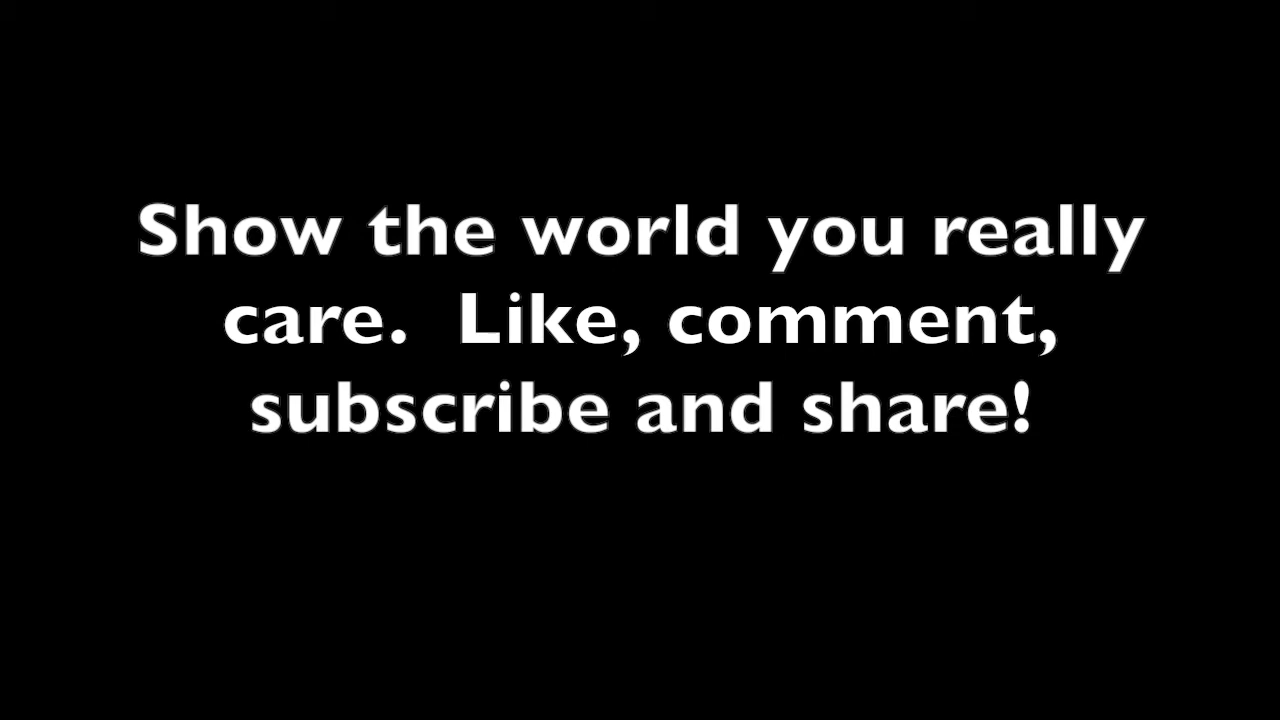 Show the world you really
care.  Like, comment,
subscribe and share!